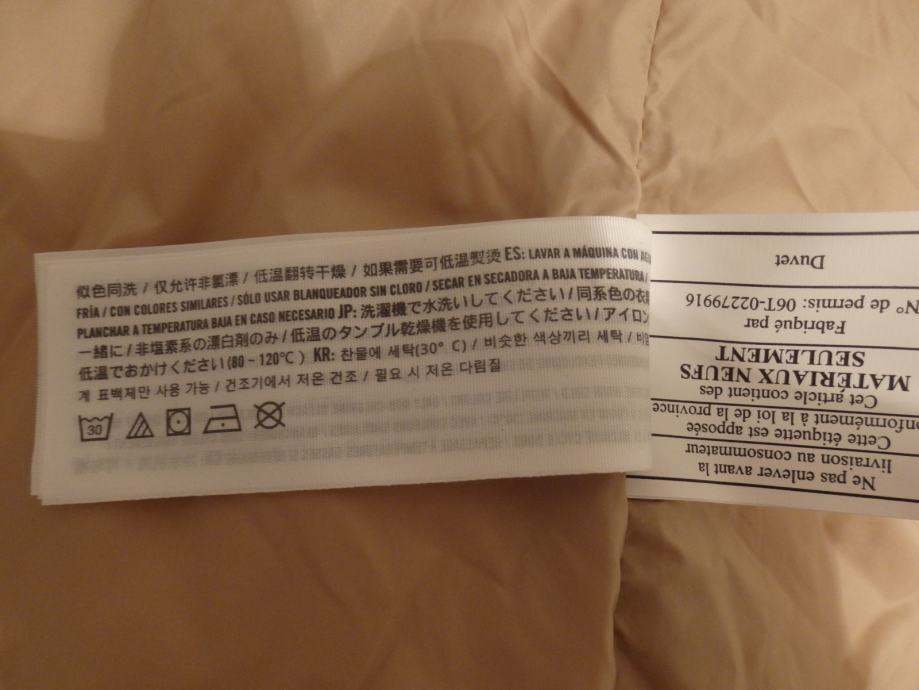 似色同洗 / 仅允许非氯漂 / 低温翻转干燥 / 如果需要可低温熨烫 ES: LAVAR A MÁQUINA CON
FRÍA / CON COLORES SIMILARES / SÓLO USAR BLANQUEADOR SIN CLORO / SECAR EN SECADORA A BAJA TEMPERATURA /
PLANCHAR A TEMPERATURA BAJA EN CASO NECESARIO JP: 洗濯機で水洗いしてください / 同系色の
一緒に / 非塩素系の漂白剤のみ / 低温のタンブル乾燥機を使用してください / アイロン
低温でおかけください (80 ~ 120℃) KR: 찬물에 세탁(30° C) / 비슷한 색상끼리 세탁 /
계 표백제만 사용 가능 / 건조기에서 저온 건조 / 필요 시 저온 다림질
30
Ne pas enlever avant la
livraison au consommateur
Cette étiquette est apposée
conformément à la loi de la province
Cet article contient des
MATÉRIAUX NEUFS
SEULEMENT
Fabriqué par
N° de permis: 06T-02279916
Duvet